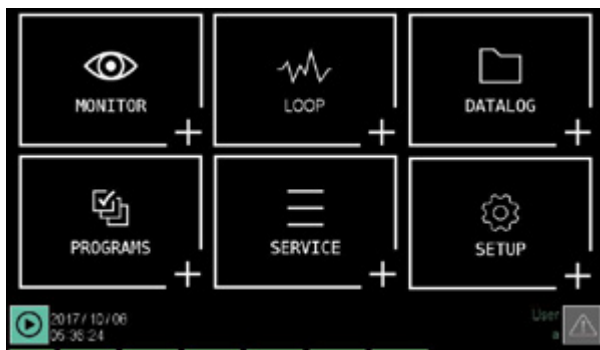 MONITOR
LOOP
DATALOG
PROGRAMS
SERVICE
SETUP
2017/10/06
05:36:24
User
a